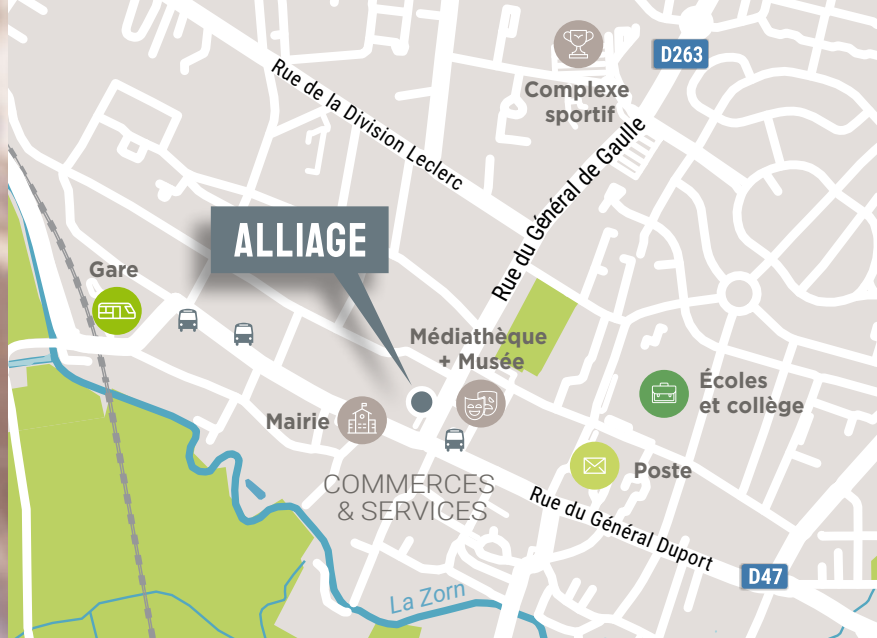 D263
Complexe
sportif
Rue de la Division Leclerc
Rue du Général de Gaulle
ALLIAGE
Gare
Médiathèque
+ Musée
Écoles
et collège
Mairie
Poste
COMMERCES
& SERVICES
Rue du Général Duport
D47
La Zorn